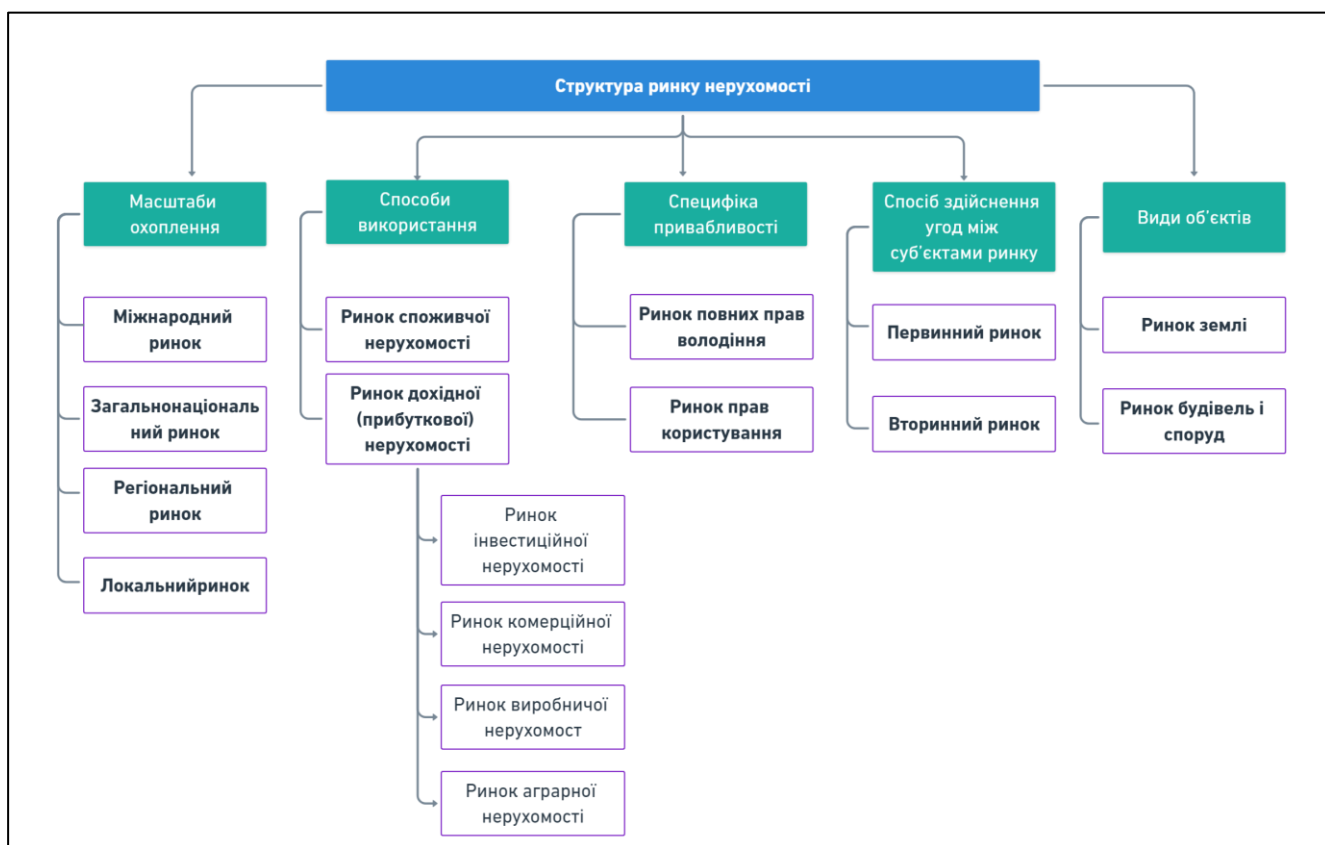 Структура ринку нерухомості
Масштаби
охоплення
Міжнародний
ринок
Загальнонаціональ
ний ринок
Регіональний
ринок
Локальнийринок
Способи
використання
Ринок споживчої
нерухомості
Ринок дохідної
(прибуткової)
нерухомості
Ринок
інвестиційної
нерухомості
Ринок комерційної
нерухомості
Ринок виробничої
нерухомост
Ринок аграрної
нерухомості
Специфіка
привабливості
Ринок повних прав
володіння
Ринок прав
користування
Спосіб здійснення
угод між
суб’єктами ринку
Первинний ринок
Вторинний ринок
Види об’єктів
Ринок землі
Ринок будівель і
споруд